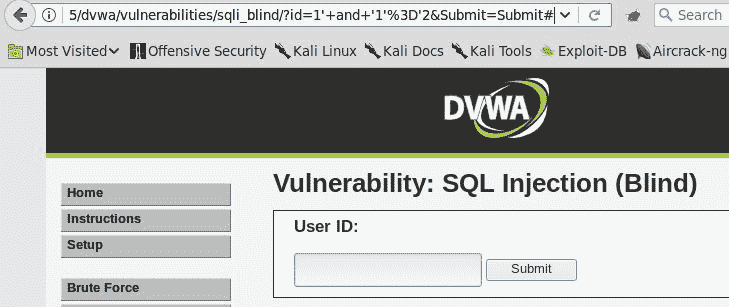 5/dvwa/vulnerabilities/sqli_blind/?id=1'+and+'1'%3D'2&Submit=Submit#
Search
Most Visited
Offensive Security
Kali Linux
Kali Docs
Kali Tools
Exploit-DB
Aircrack-ng
DVWA
Home
Instructions
Setup
Brute Force
Vulnerability: SQL Injection (Blind)
User ID:
Submit